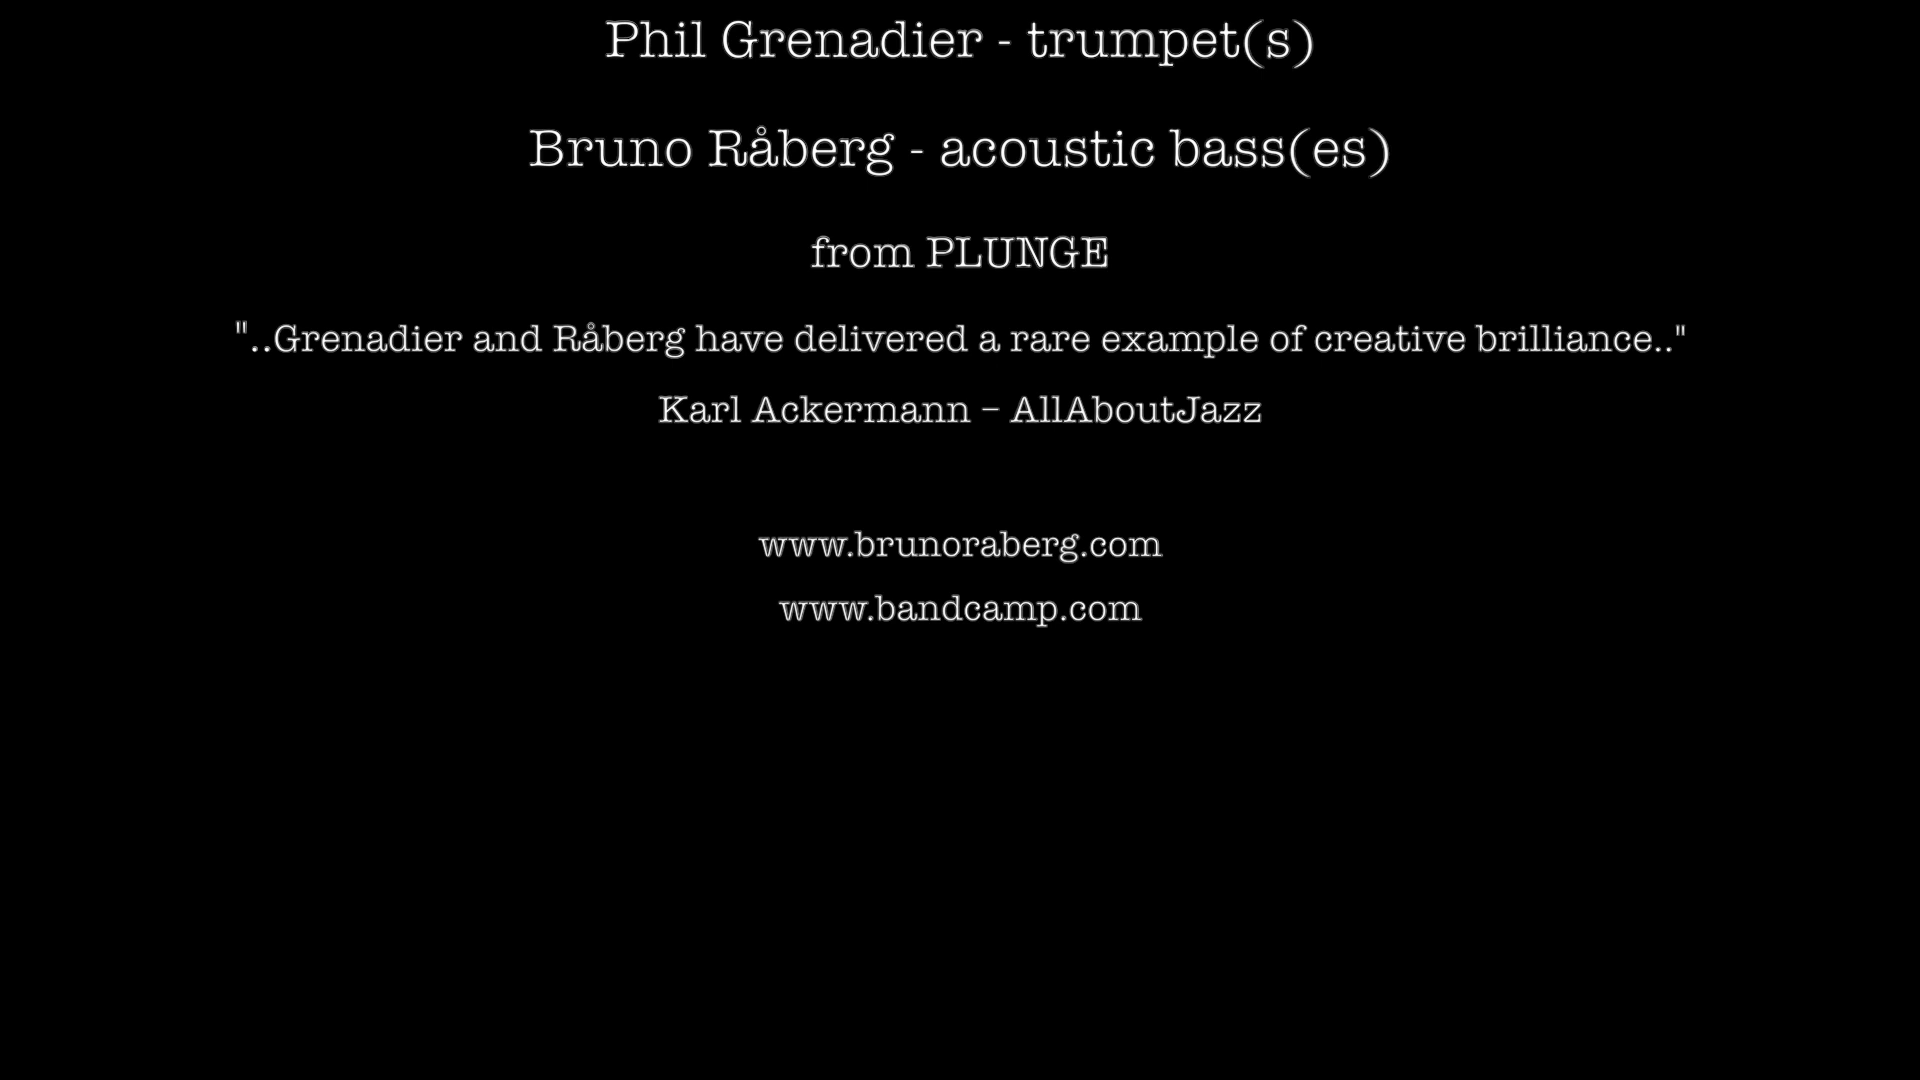 Phil Grenadier - trumpet(s)
Bruno Råberg - acoustic bass(es)
from PLUNGE
"..Grenadier and Råberg have delivered a rare example of creative brilliance.."
Karl Ackermann – AllAboutJazz
www.brunoraberg.com
www.bandcamp.com